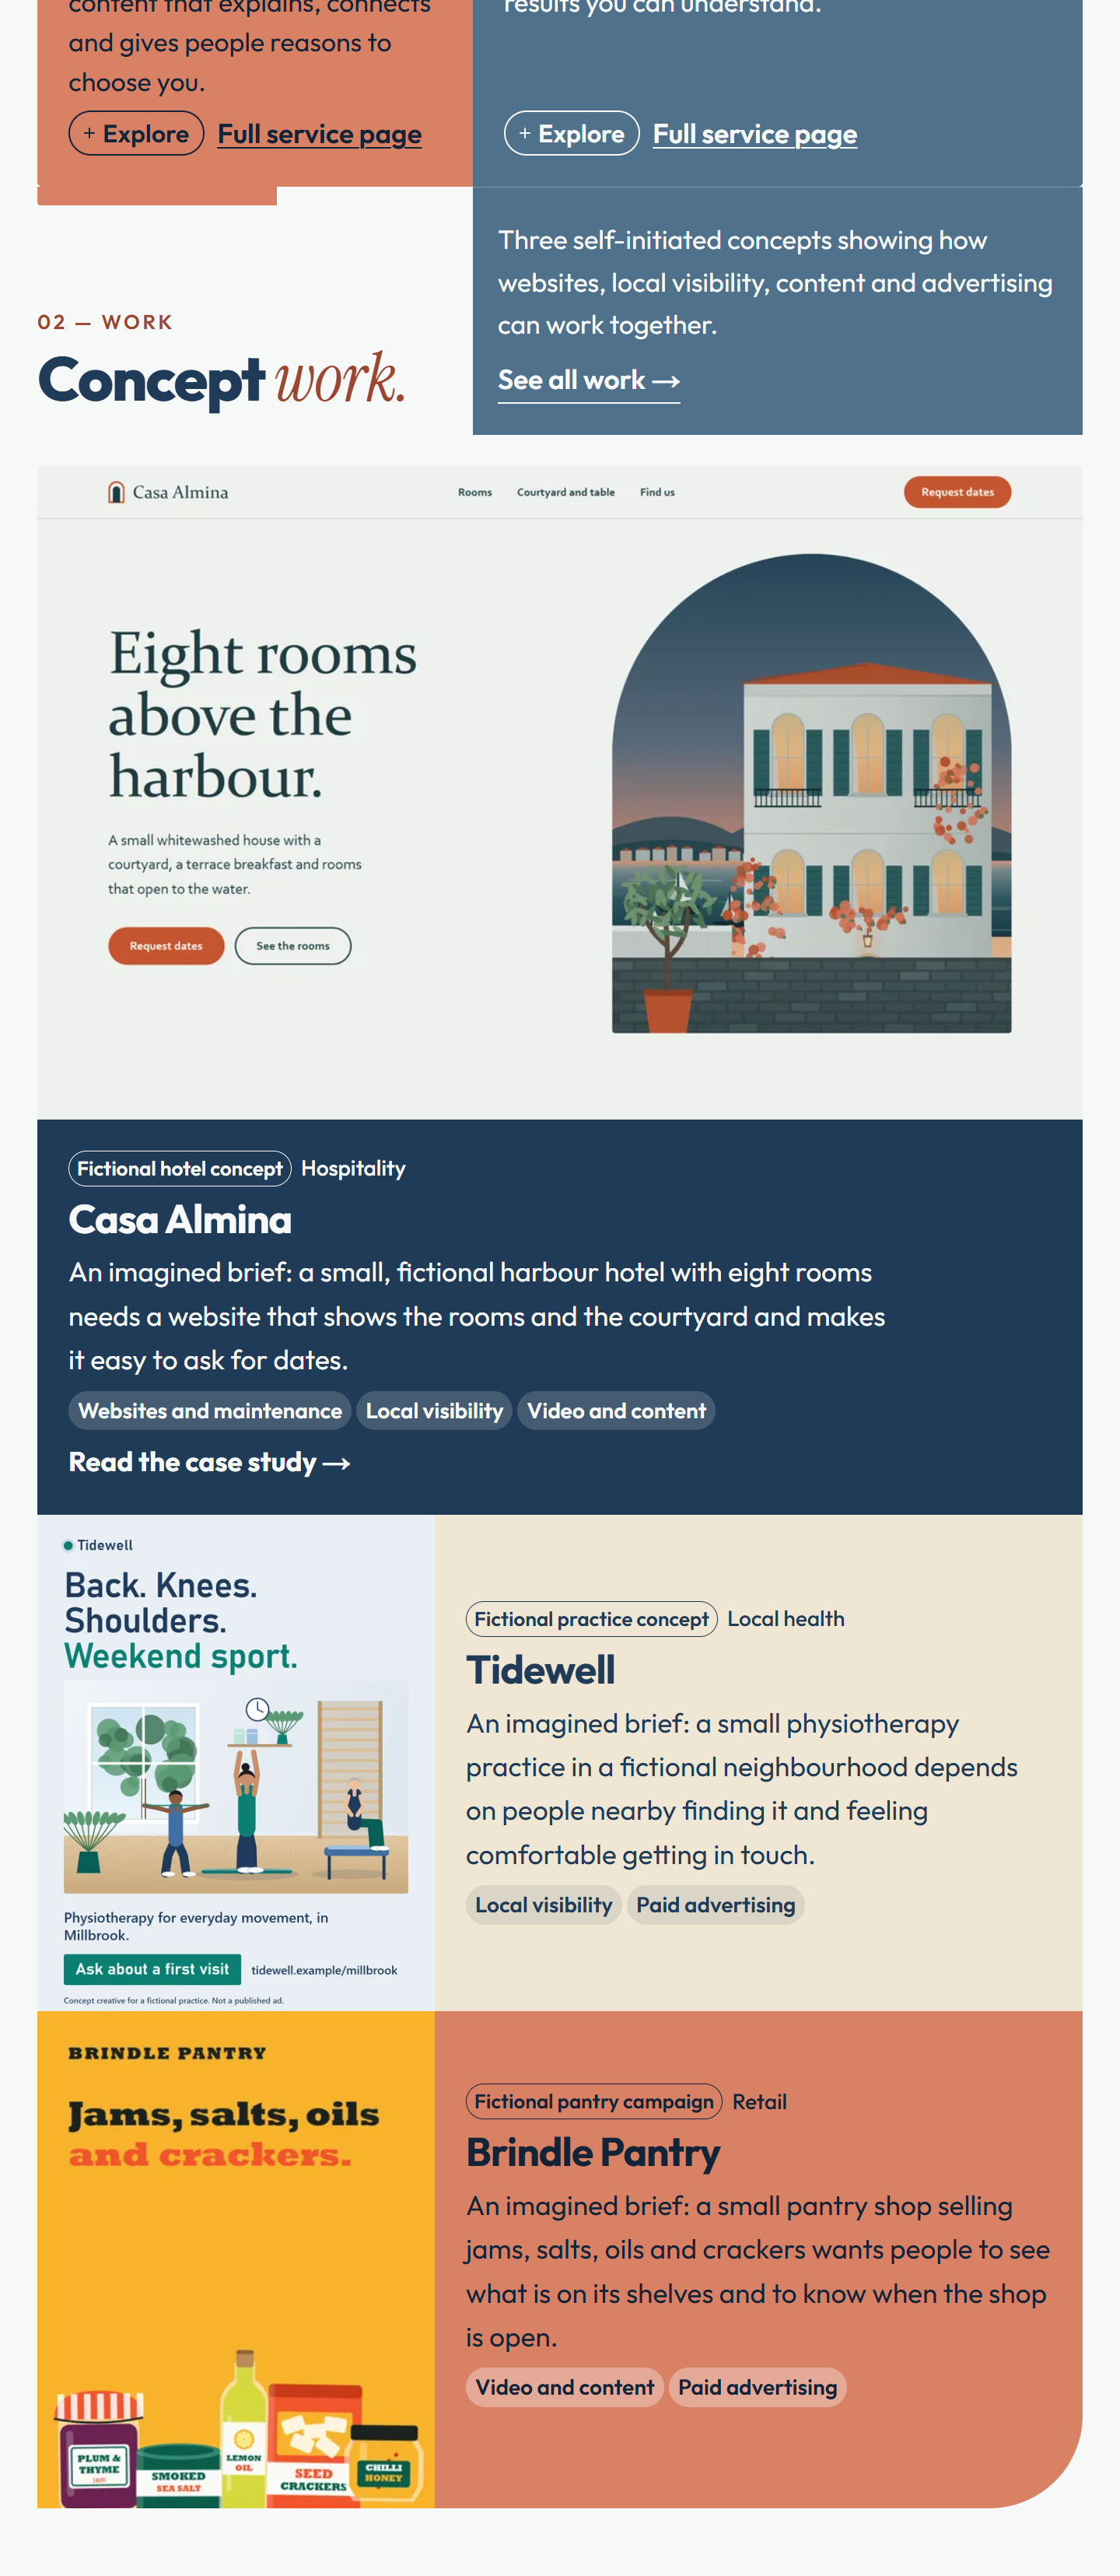 content that explains, connects
and gives people reasons to
choose you.
+ Explore
Full service page
results you can understand.
+ Explore
Full service page
02 — WORK
Concept work.
Three self-initiated concepts showing how
websites, local visibility, content and advertising
can work together.
See all work →
Casa Almina
Rooms
Courtyard and table
Find us
Request dates
Eight rooms
above the
harbour.
A small whitewashed house with a
courtyard, a terrace breakfast and rooms
that open to the water.
Request dates
See the rooms
Fictional hotel concept
Hospitality
Casa Almina
An imagined brief: a small, fictional harbour hotel with eight rooms
needs a website that shows the rooms and the courtyard and makes
it easy to ask for dates.
Websites and maintenance
Local visibility
Video and content
Read the case study →
Tidewell
Back. Knees.
Shoulders.
Weekend sport.
Physiotherapy for everyday movement, in
Millbrook.
Ask about a first visit
tidewell.example/millbrook
Concept creative for a fictional practice. Not a published ad.
Fictional practice concept
Local health
Tidewell
An imagined brief: a small physiotherapy
practice in a fictional neighbourhood depends
on people nearby finding it and feeling
comfortable getting in touch.
Local visibility
Paid advertising
BRINDLE PANTRY
Jams, salts, oils
and crackers.
PLUM &
THYME
jam
SMOKED
SEA SALT
LEMON
OIL
SEED
CRACKERS
CHILLI
HONEY
Fictional pantry campaign
Retail
Brindle Pantry
An imagined brief: a small pantry shop selling
jams, salts, oils and crackers wants people to see
what is on its shelves and to know when the shop
is open.
Video and content
Paid advertising